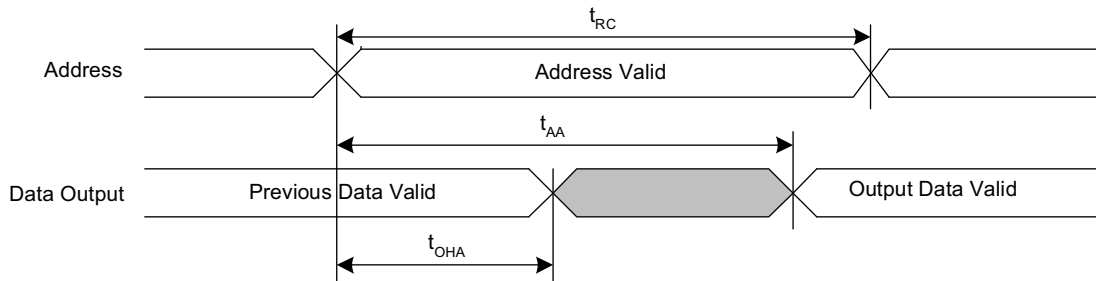 tRC
Address
Address Valid
tAA
Data Output
Previous Data Valid
Output Data Valid
tOHA